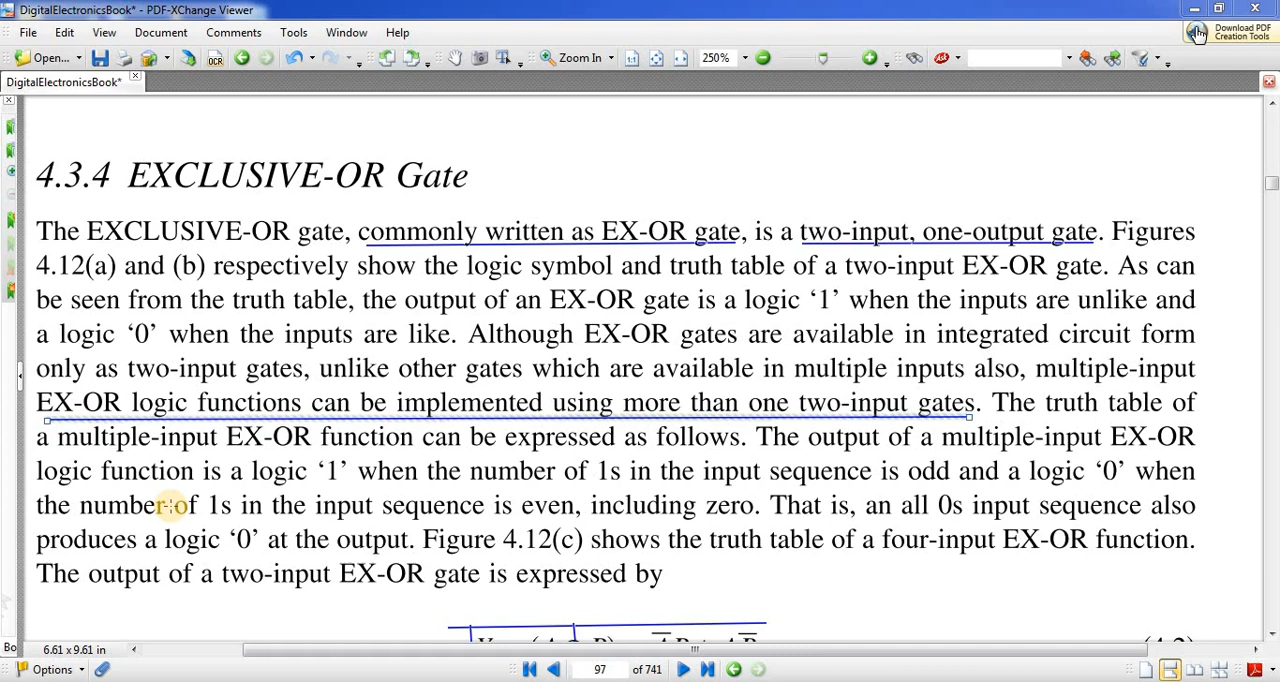 DigitalElectronicsBook* - PDF-XChange Viewer
File Edit View Document Comments Tools Window Help
Download PDF
Creation Tools
Open... OCR Zoom In 250%
DigitalElectronicsBook*
4.3.4 EXCLUSIVE-OR Gate
The EXCLUSIVE-OR gate, commonly written as EX-OR gate, is a two-input, one-output gate. Figures
4.12(a) and (b) respectively show the logic symbol and truth table of a two-input EX-OR gate. As can
be seen from the truth table, the output of an EX-OR gate is a logic ‘1’ when the inputs are unlike and
a logic ‘0’ when the inputs are like. Although EX-OR gates are available in integrated circuit form
only as two-input gates, unlike other gates which are available in multiple inputs also, multiple-input
EX-OR logic functions can be implemented using more than one two-input gates. The truth table of
a multiple-input EX-OR function can be expressed as follows. The output of a multiple-input EX-OR
logic function is a logic ‘1’ when the number of 1s in the input sequence is odd and a logic ‘0’ when
the number of 1s in the input sequence is even, including zero. That is, an all 0s input sequence also
produces a logic ‘0’ at the output. Figure 4.12(c) shows the truth table of a four-input EX-OR function.
The output of a two-input EX-OR gate is expressed by
Bo 6.61 x 9.61 in
Options 97 of 741